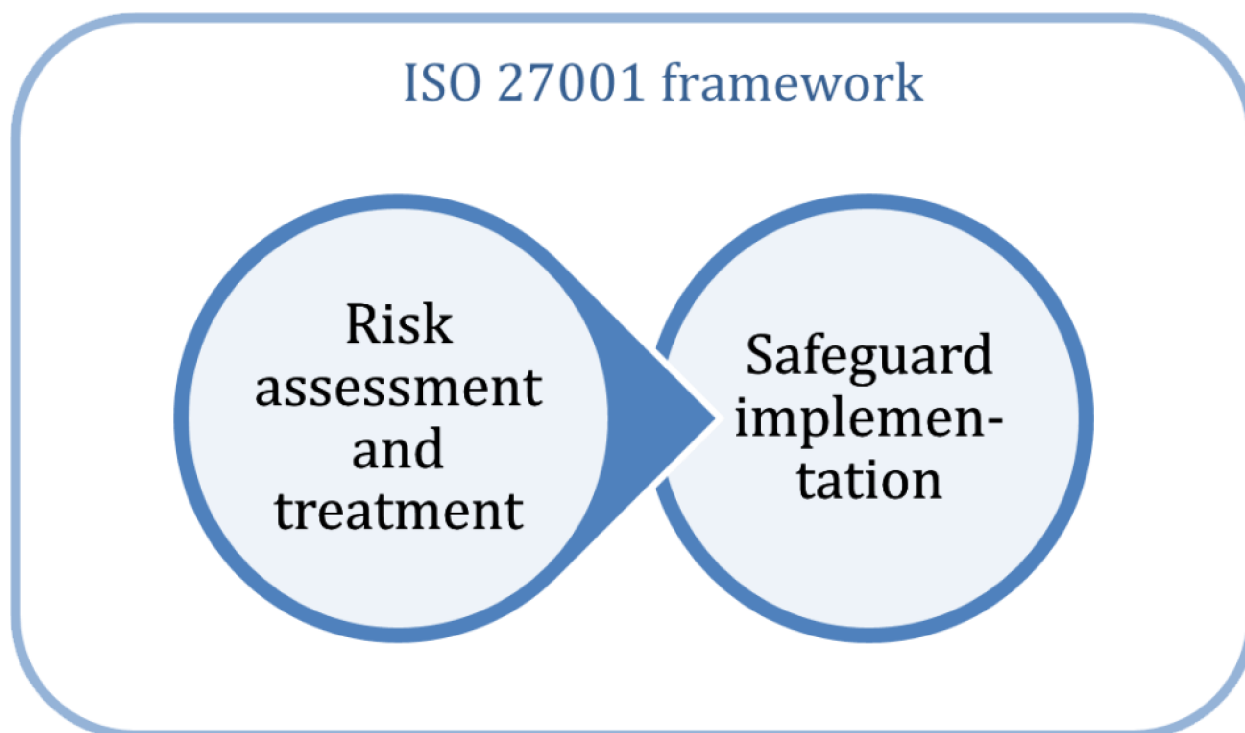 ISO 27001 framework
Risk
assessment
and
treatment
Safeguard
implemen-
tation